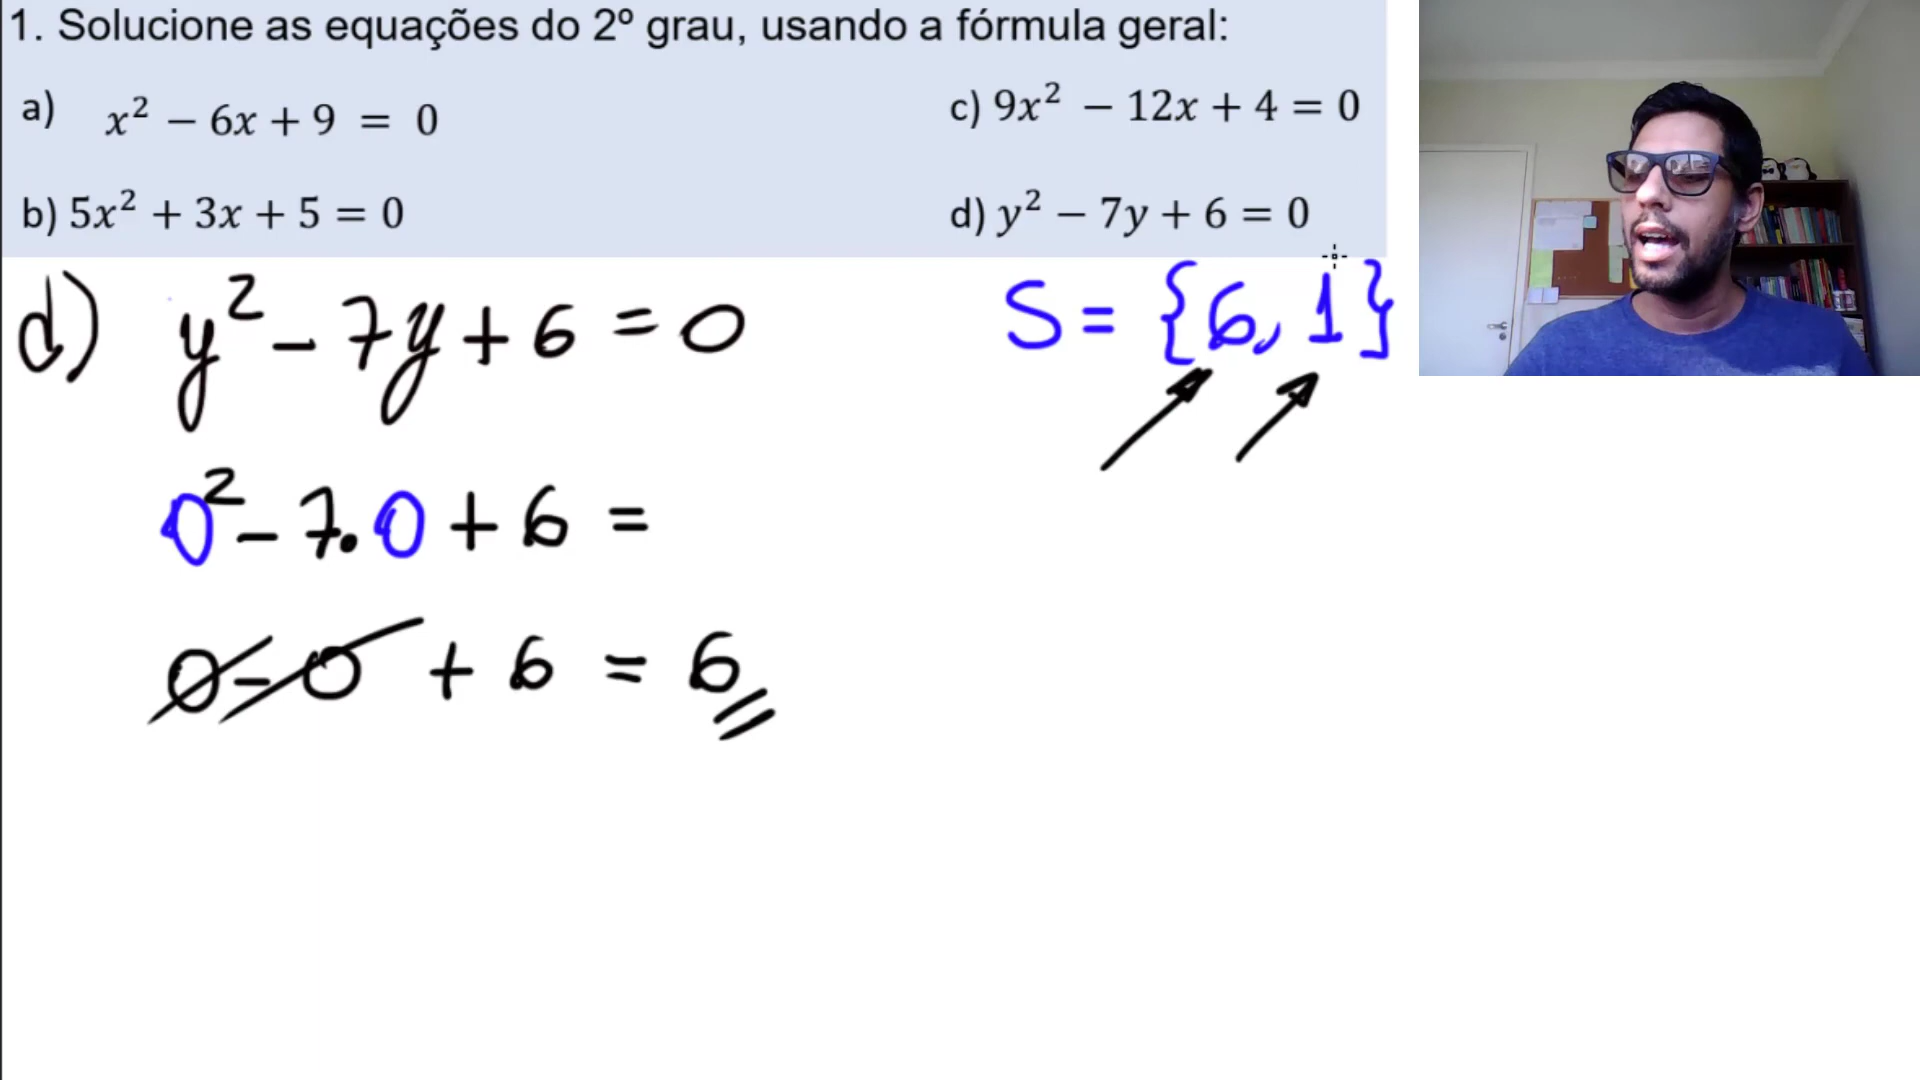 1. Solucione as equações do 2º grau, usando a fórmula geral:
a) x² − 6x + 9 = 0
c) 9x² − 12x + 4 = 0
b) 5x² + 3x + 5 = 0
d) y² − 7y + 6 = 0
d) y² - 7y + 6 = 0
S = {6, 1}
0² - 7.0 + 6 =
0 - 0 + 6 = 6